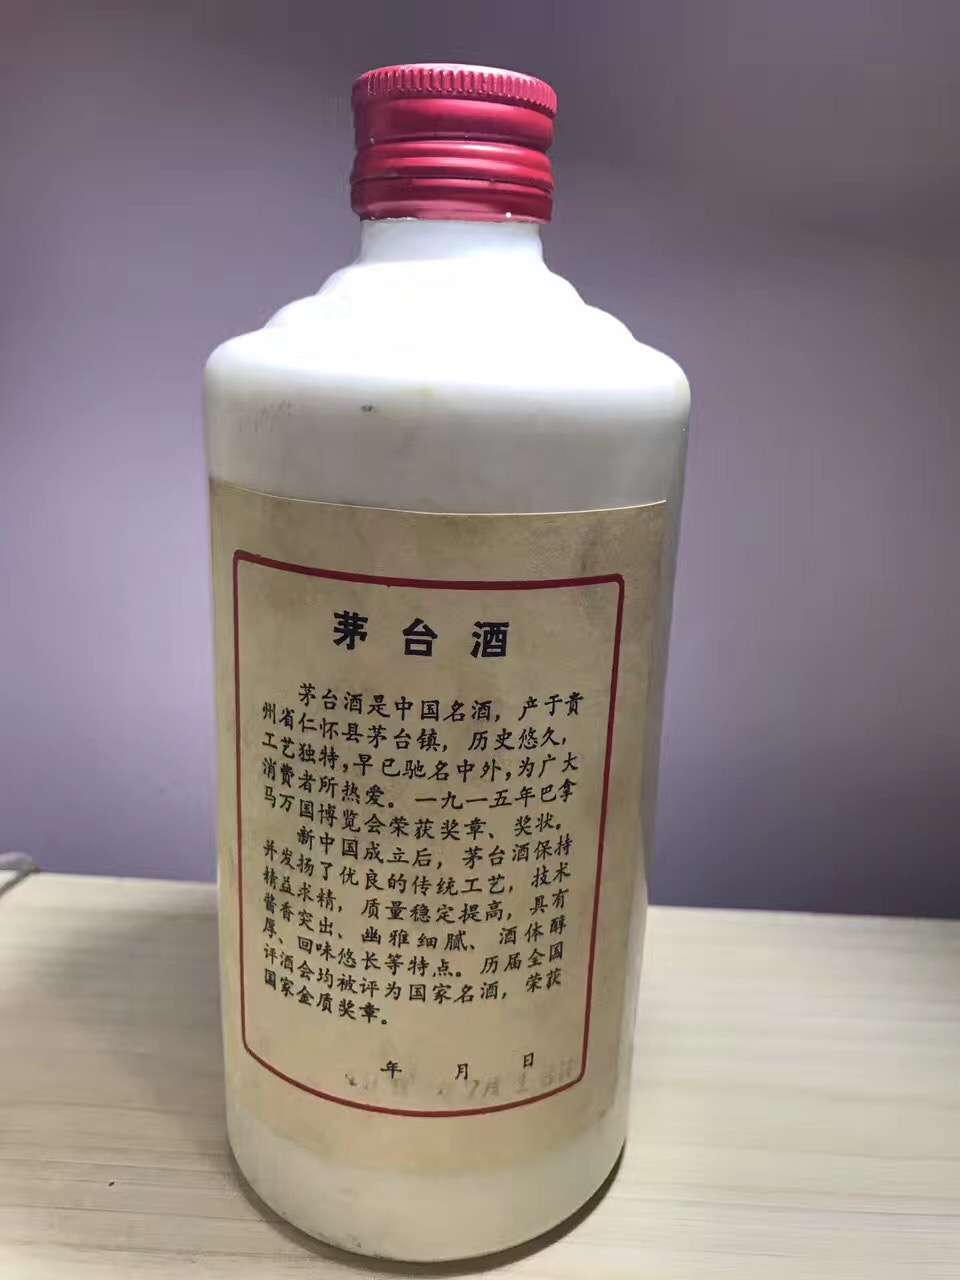 茅台酒
茅台酒是中国名酒，产于贵
州省仁怀县茅台镇，历史悠久，
工艺独特，早已驰名中外，为广大
消费者所热爱。一九一五年巴拿
马万国博览会荣获奖章、奖状。
新中国成立后，茅台酒保持
并发扬了优良的传统工艺，技术
精益求精，质量稳定提高，具有
酱香突出、幽雅细腻、酒体醇
厚、回味悠长等特点。历届全国
评酒会均被评为国家名酒，荣获
国家金质奖章。
年 月 日